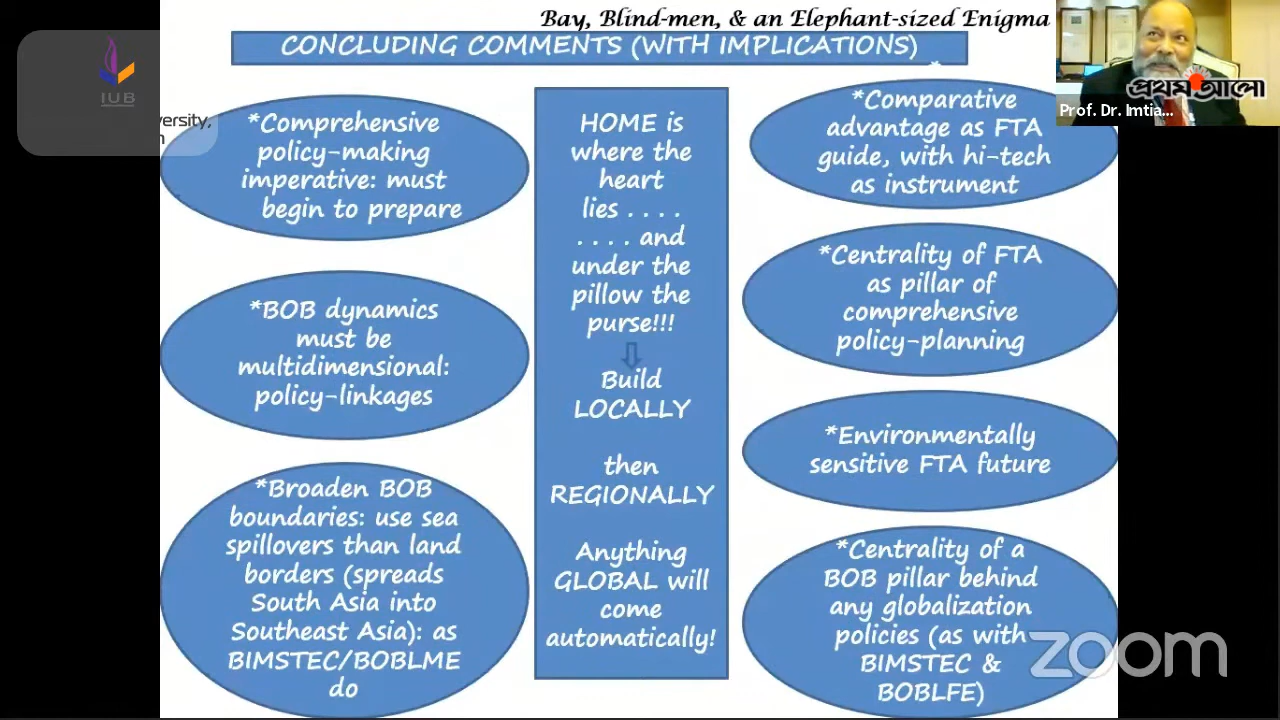 Bay, Blind-men, & an Elephant-sized Enigma
CONCLUDING COMMENTS (WITH IMPLICATIONS)
*
IUB
versity,
*Comprehensive
policy-making
imperative: must
begin to prepare
*BOB dynamics
must be
multidimensional:
policy-linkages
*Broaden BOB
boundaries: use sea
spillovers than land
borders (spreads
South Asia into
Southeast Asia): as
BIMSTEC/BOBLME
do
HOME is
where the
heart
lies . . . .
. . . . and
under the
pillow the
purse!!!
Build
LOCALLY
then
REGIONALLY
Anything
GLOBAL will
come
automatically!
*Comparative
advantage as FTA
guide, with hi-tech
as instrument
*Centrality of FTA
as pillar of
comprehensive
policy-planning
*Environmentally
sensitive FTA future
*Centrality of a
BOB pillar behind
any globalization
policies (as with
BIMSTEC &
BOBLFE)
প্রথম আলো
Prof. Dr. Imtia...
zoom